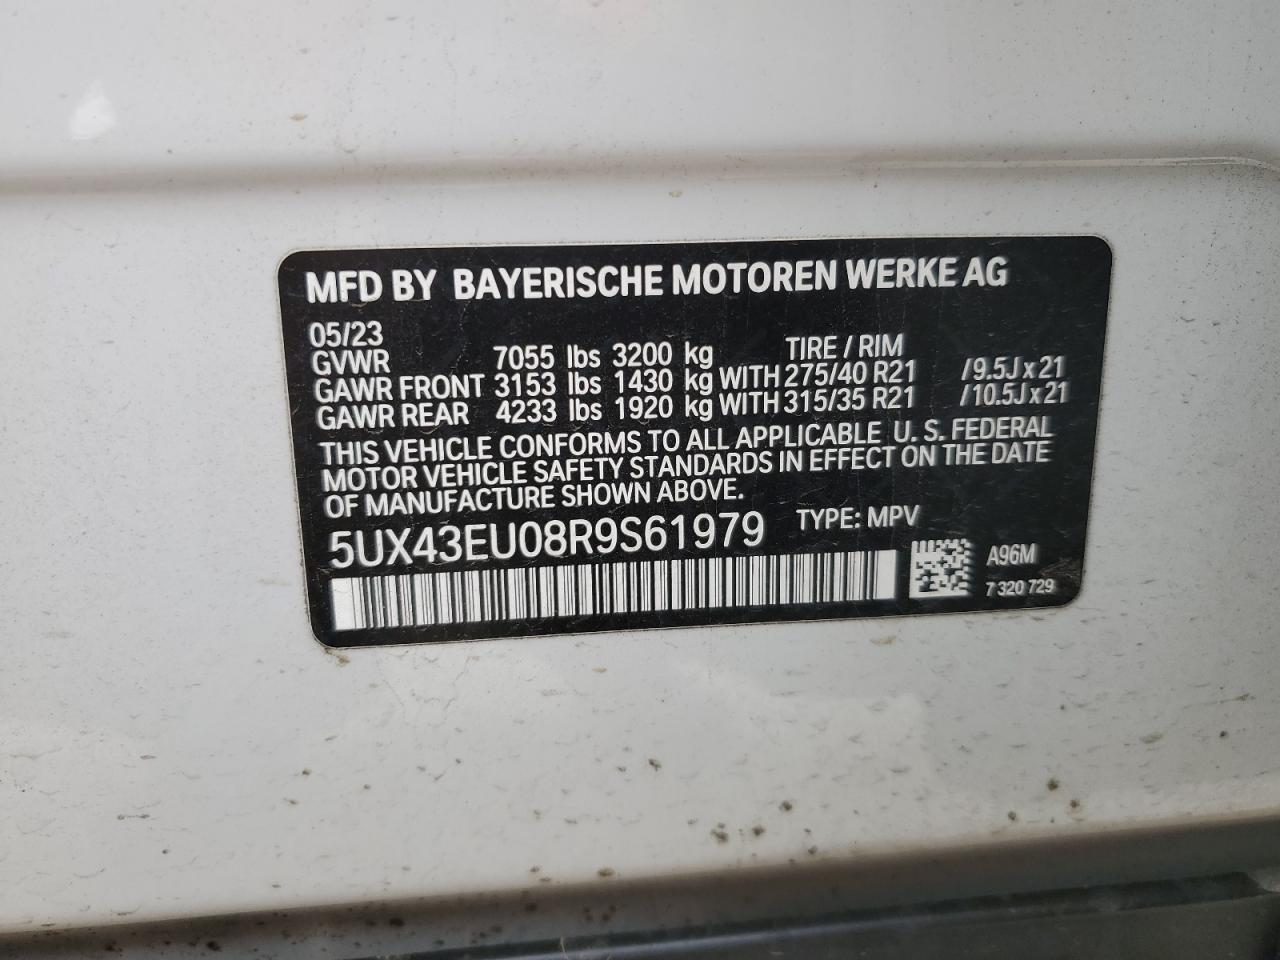 MFD BY BAYERISCHE MOTOREN WERKE AG
05/23
GVWR 7055 lbs 3200 kg TIRE / RIM
GAWR FRONT 3153 lbs 1430 kg WITH 275/40 R21 /9.5J x 21
GAWR REAR 4233 lbs 1920 kg WITH 315/35 R21 /10.5J x 21
THIS VEHICLE CONFORMS TO ALL APPLICABLE U. S. FEDERAL
MOTOR VEHICLE SAFETY STANDARDS IN EFFECT ON THE DATE
OF MANUFACTURE SHOWN ABOVE.
5UX43EU08R9S61979 TYPE: MPV
A96M
7 320 729